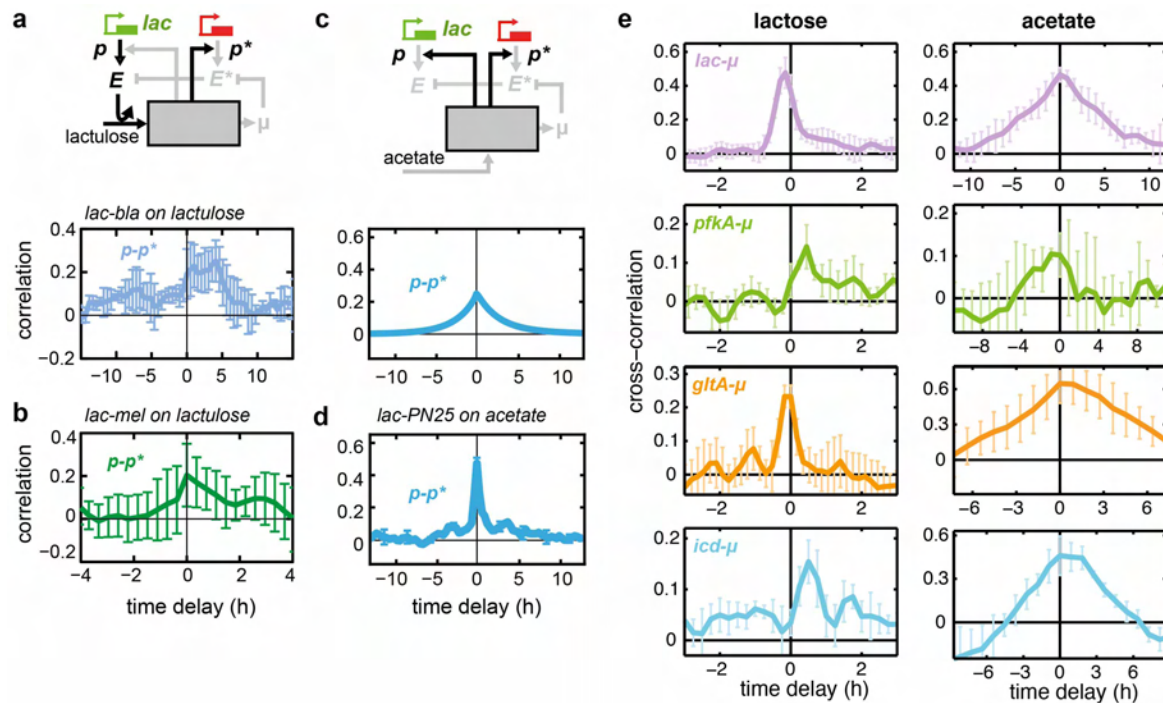 a
lac
p
p*
E
E*
lactulose
μ
lac-bla on lactulose
correlation
p-p*
0.4
0.2
0
−0.2
−10 −5 0 5 10
b
lac-mel on lactulose
correlation
p-p*
0.4
0.2
0
−0.2
−4 −2 0 2 4
time delay (h)
c
lac
p
p*
E
E*
acetate
μ
p-p*
0.6
0.4
0.2
0
−10 −5 0 5 10
d
lac-PN25 on acetate
p-p*
0.6
0.4
0.2
0
−10 −5 0 5 10
time delay (h)
e
lactose
acetate
cross−correlation
lac-μ
0.6
0.4
0.2
0
−2 0 2
0.6
0.4
0.2
0
−10 −5 0 5 10
pfkA-μ
0.2
0.1
0
−2 0 2
0.2
0.1
0
−8 −4 0 4 8
gltA-μ
0.3
0.2
0.1
0
−2 0 2
0.6
0.3
0
−6 −3 0 3 6
icd-μ
0.2
0.1
0
−2 0 2
time delay (h)
0.6
0.3
0
−6 −3 0 3 6
time delay (h)